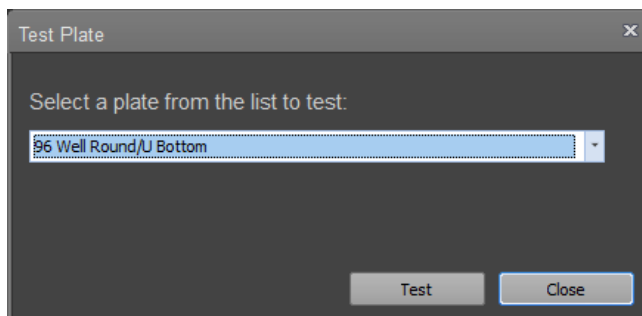 Test Plate
Select a plate from the list to test:
96 Well Round/U Bottom
Test
Close